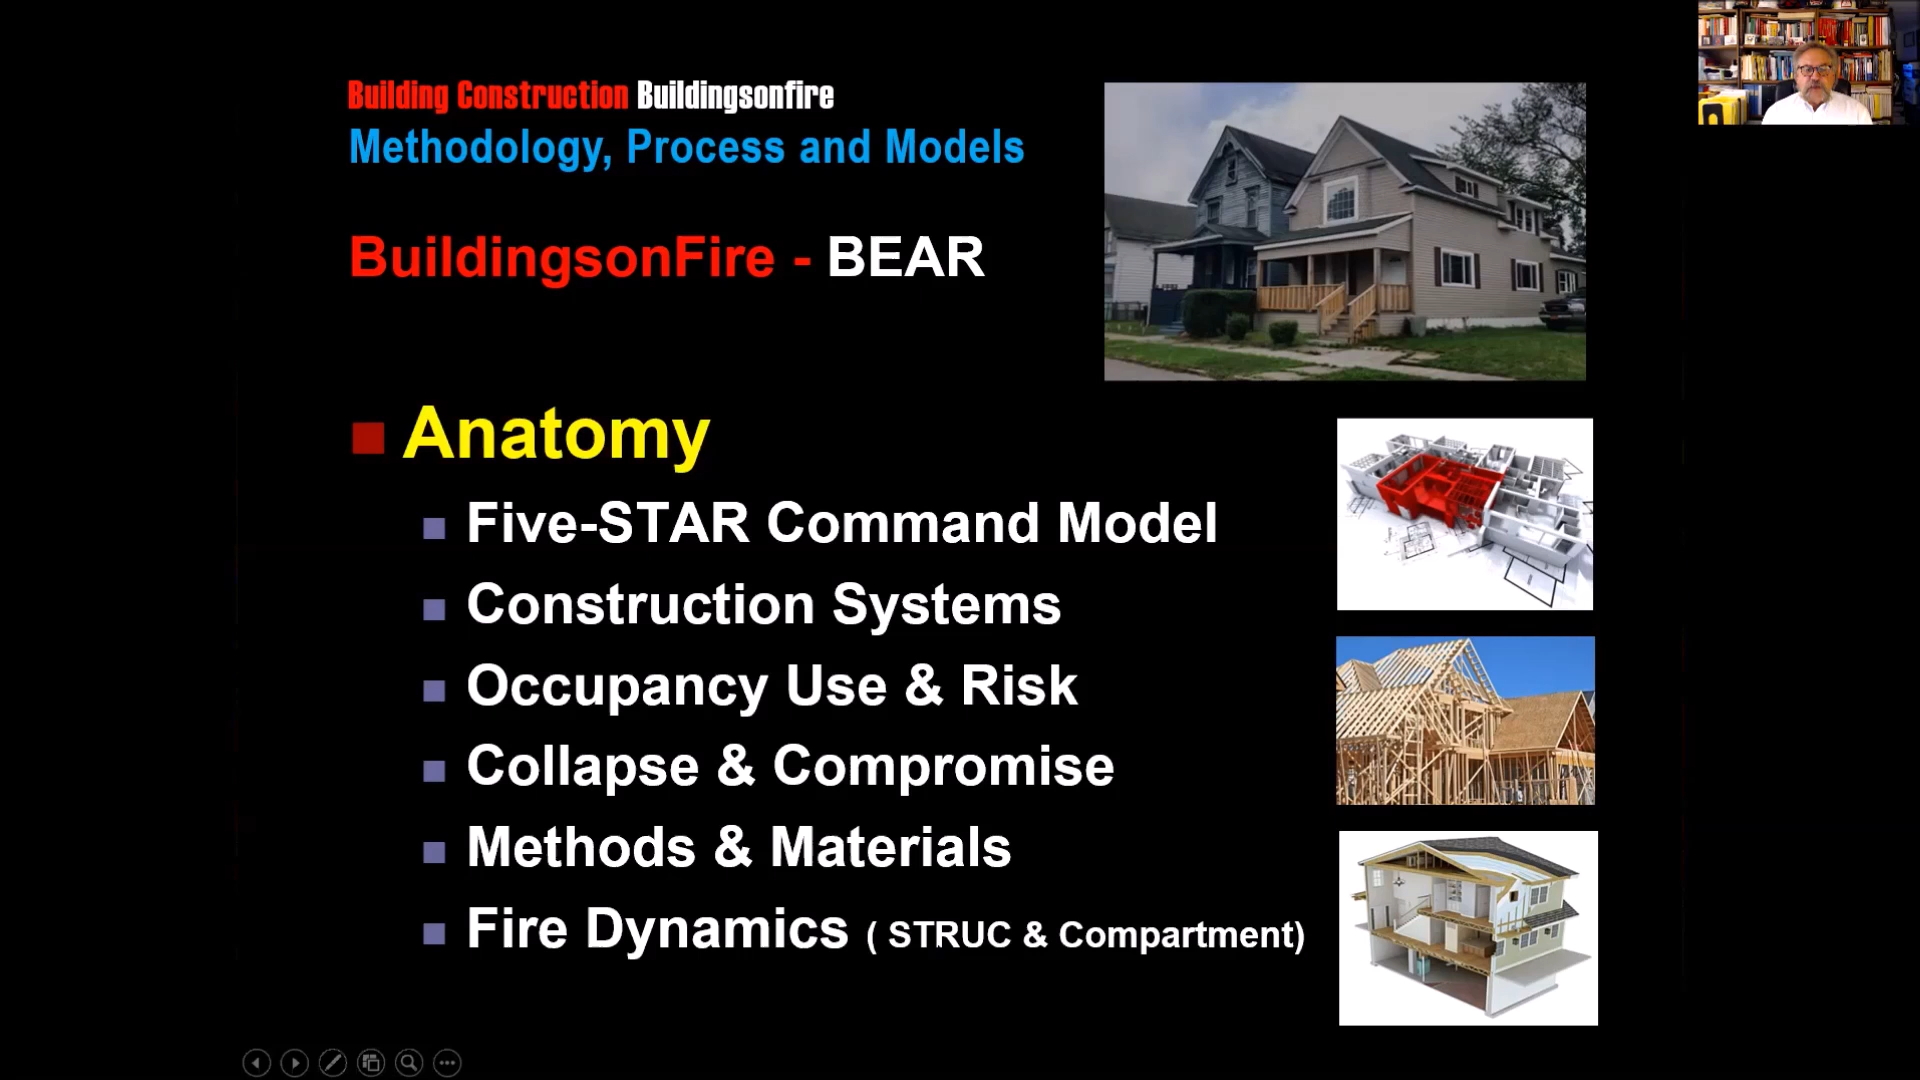 Building Construction Buildingsonfire
Methodology, Process and Models
BuildingsonFire - BEAR
Anatomy
Five-STAR Command Model
Construction Systems
Occupancy Use & Risk
Collapse & Compromise
Methods & Materials
Fire Dynamics ( STRUC & Compartment)